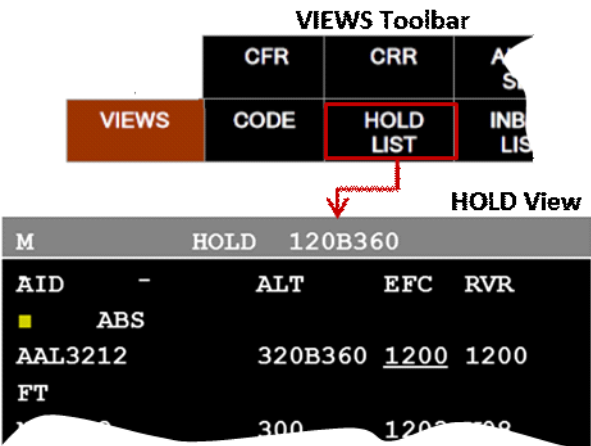 VIEWS Toolbar
CFR CRR
VIEWS CODE HOLD LIST
HOLD View
M HOLD 120B360
AID - ALT EFC RVR
ABS
AAL3212 320B360 1200 1200
FT
300